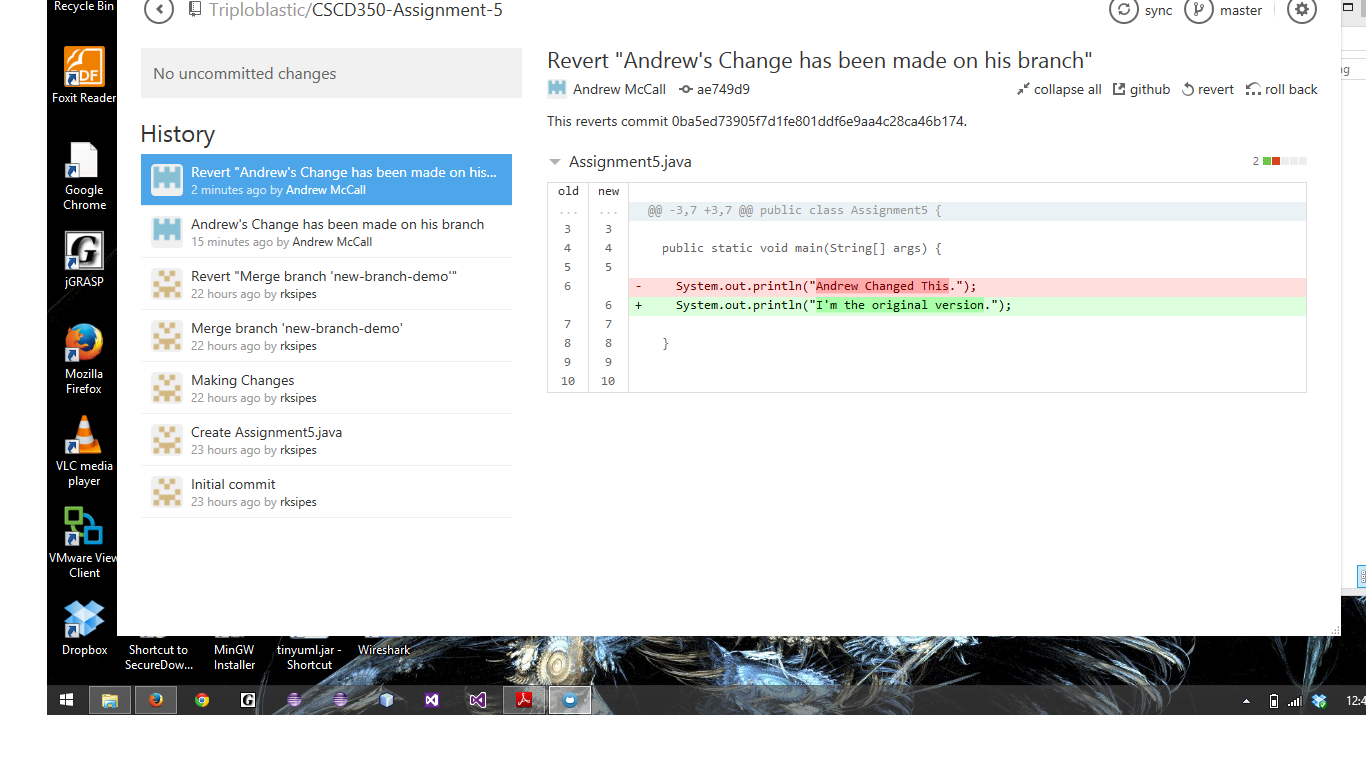 Recycle Bin
Foxit Reader
Google
Chrome
jGRASP
Mozilla
Firefox
VLC media
player
VMware View
Client
Dropbox
Triploblastic/CSCD350-Assignment-5
sync
master
No uncommitted changes
History
Revert "Andrew's Change has been made on his...
2 minutes ago by Andrew McCall
Andrew's Change has been made on his branch
15 minutes ago by Andrew McCall
Revert "Merge branch 'new-branch-demo'"
22 hours ago by rksipes
Merge branch 'new-branch-demo'
22 hours ago by rksipes
Making Changes
22 hours ago by rksipes
Create Assignment5.java
23 hours ago by rksipes
Initial commit
23 hours ago by rksipes
Revert "Andrew's Change has been made on his branch"
Andrew McCall ae749d9 collapse all github revert roll back
This reverts commit 0ba5ed73905f7d1fe801ddf6e9aa4c28ca46b174.
Assignment5.java 2
old new
... ... @@ -3,7 +3,7 @@ public class Assignment5 {
3 3
4 4 public static void main(String[] args) {
5 5
6 - System.out.println("Andrew Changed This.");
6 + System.out.println("I'm the original version.");
7 7
8 8 }
9 9
10 10
Shortcut to
SecureDow...
MinGW
Installer
tinyuml.jar -
Shortcut
Wireshark
12:4